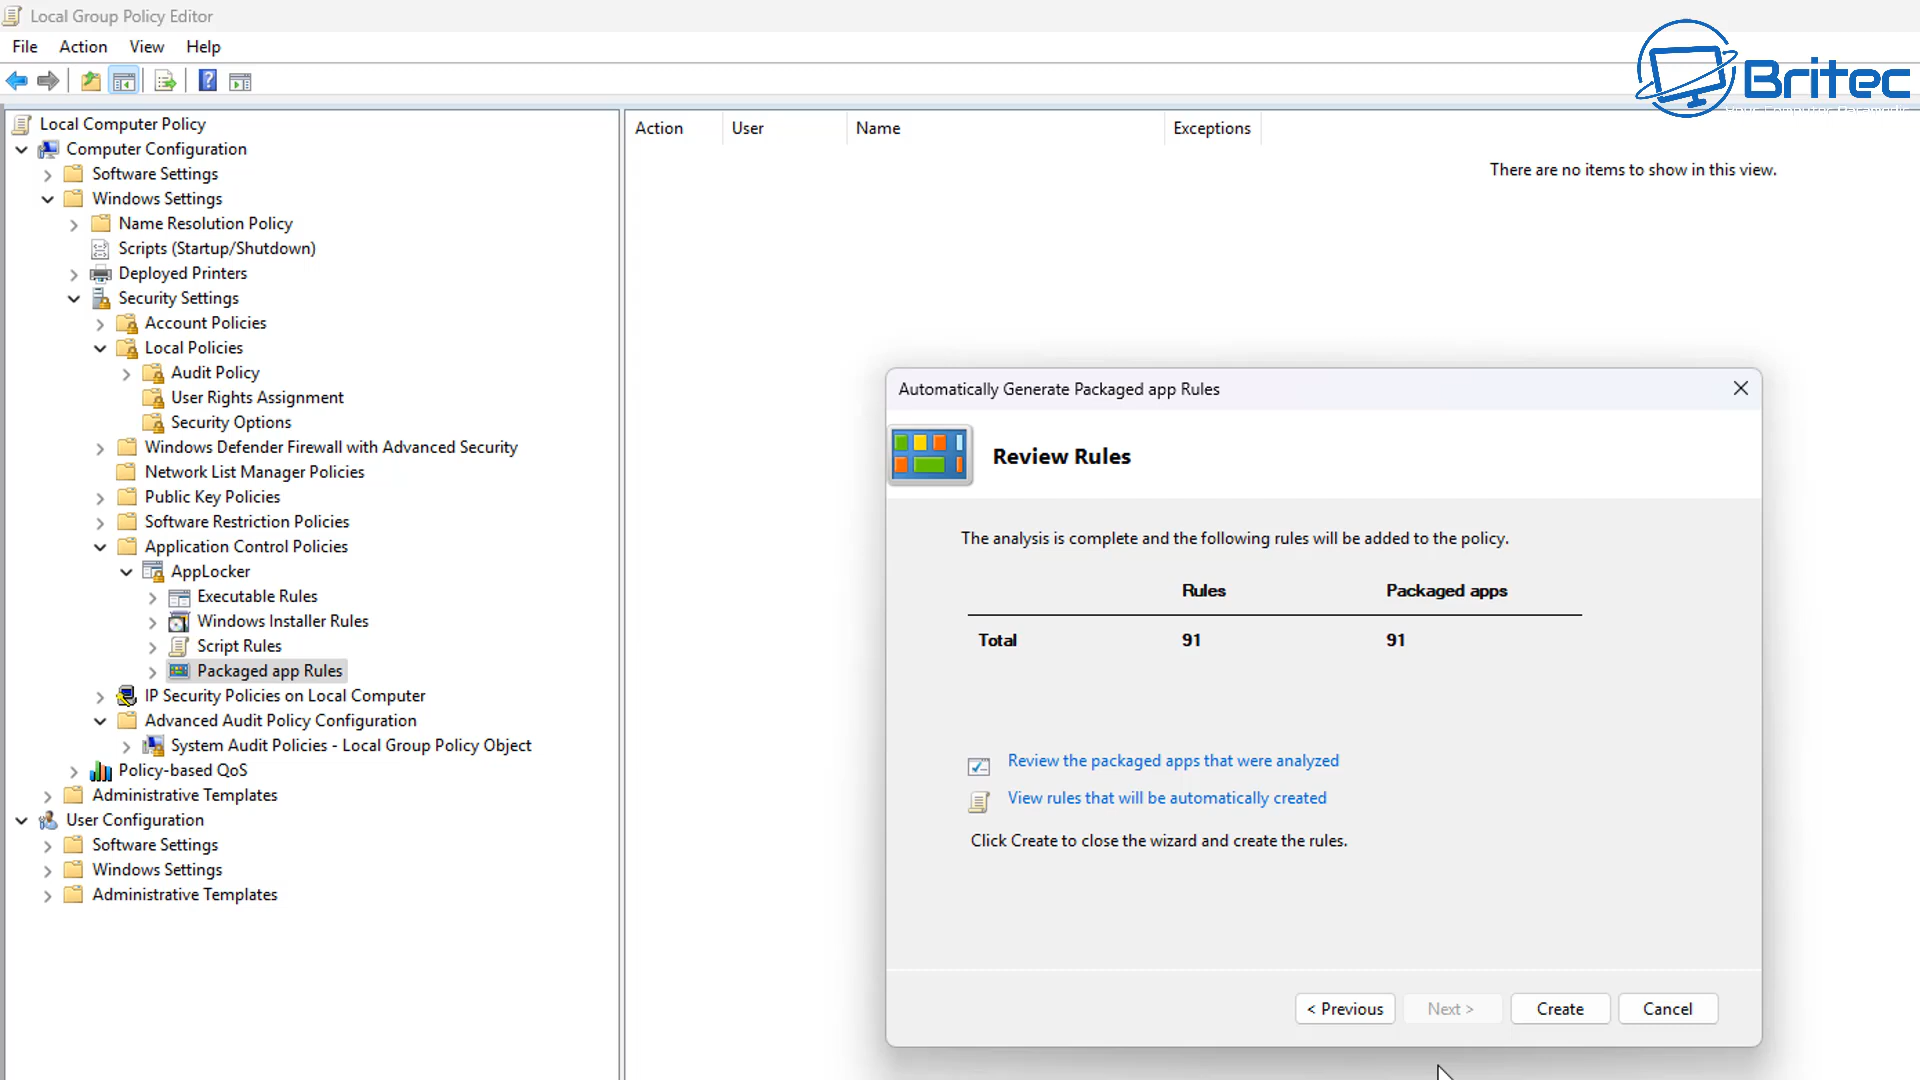 Local Group Policy Editor
File Action View Help
Britec
Local Computer Policy
Computer Configuration
Software Settings
Windows Settings
Name Resolution Policy
Scripts (Startup/Shutdown)
Deployed Printers
Security Settings
Account Policies
Local Policies
Audit Policy
User Rights Assignment
Security Options
Windows Defender Firewall with Advanced Security
Network List Manager Policies
Public Key Policies
Software Restriction Policies
Application Control Policies
AppLocker
Executable Rules
Windows Installer Rules
Script Rules
Packaged app Rules
IP Security Policies on Local Computer
Advanced Audit Policy Configuration
System Audit Policies - Local Group Policy Object
Policy-based QoS
Administrative Templates
User Configuration
Software Settings
Windows Settings
Administrative Templates
Action User Name Exceptions
There are no items to show in this view.
Automatically Generate Packaged app Rules
Review Rules
The analysis is complete and the following rules will be added to the policy.
Rules Packaged apps
Total 91 91
Review the packaged apps that were analyzed
View rules that will be automatically created
Click Create to close the wizard and create the rules.
< Previous Next > Create Cancel